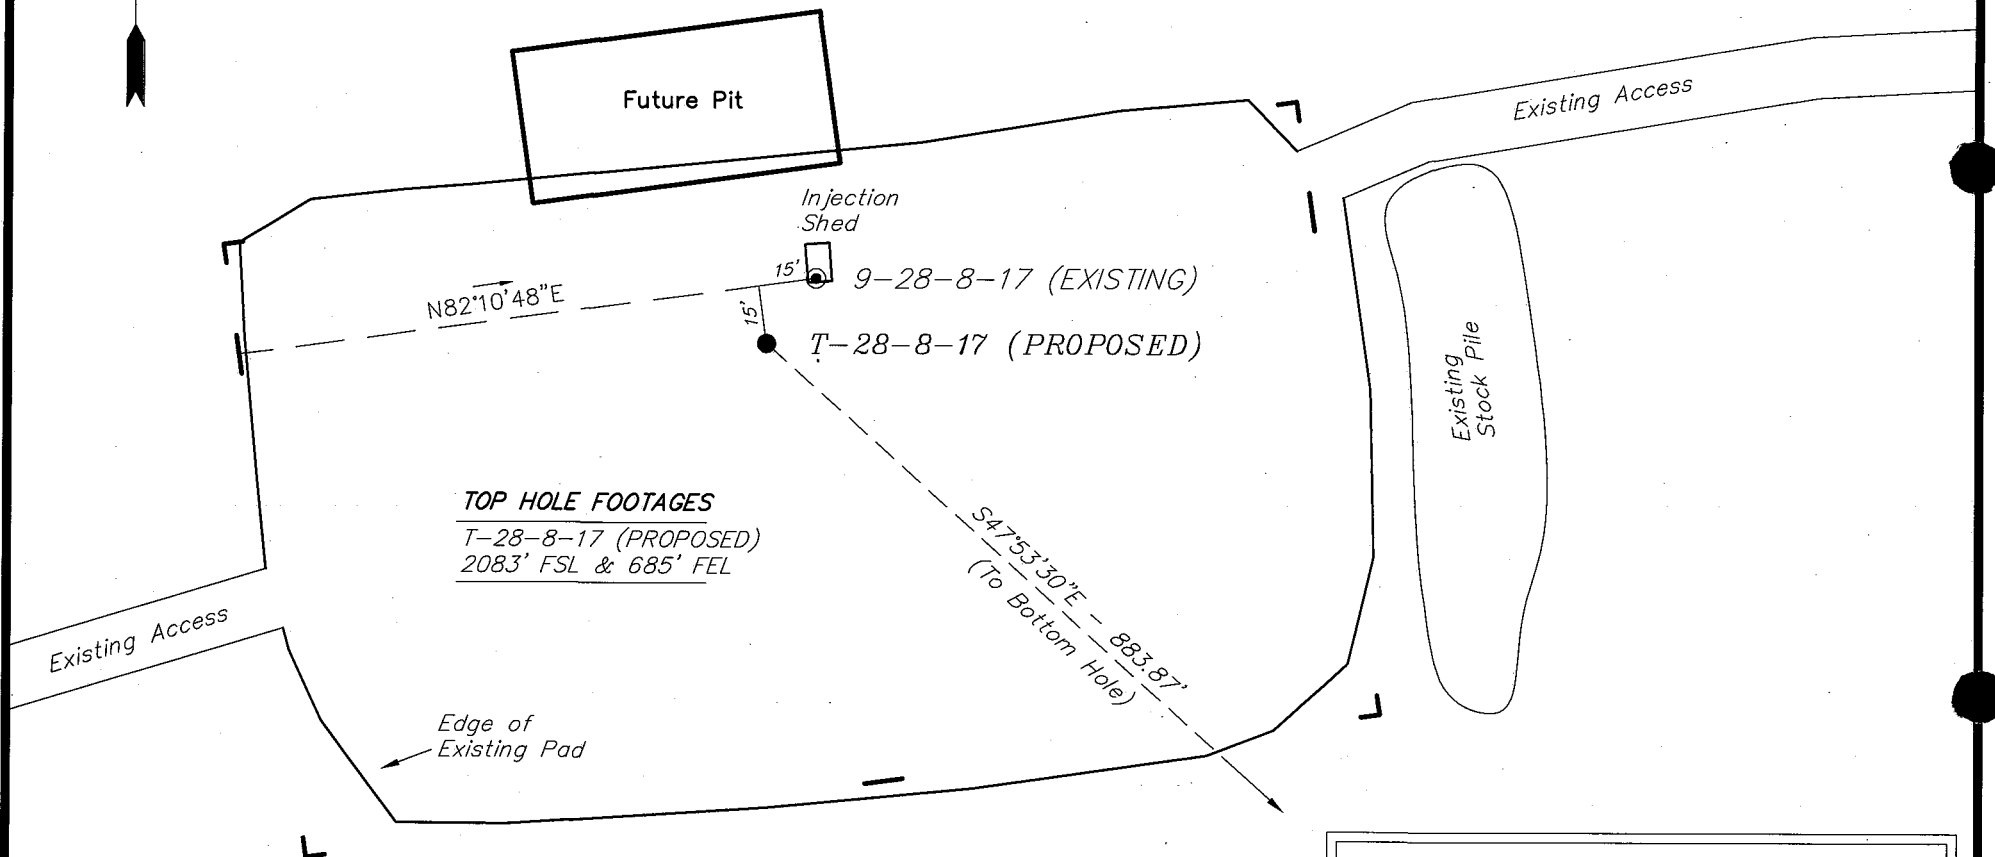 Future Pit
Existing Access
Injection
Shed
15'
9-28-8-17 (EXISTING)
N82°10'48"E
15'
T-28-8-17 (PROPOSED)
Existing
Stock Pile
TOP HOLE FOOTAGES
T-28-8-17 (PROPOSED)
2083' FSL & 685' FEL
S47°53'30"E - 883.87'
(To Bottom Hole)
Existing Access
Edge of
Existing Pad